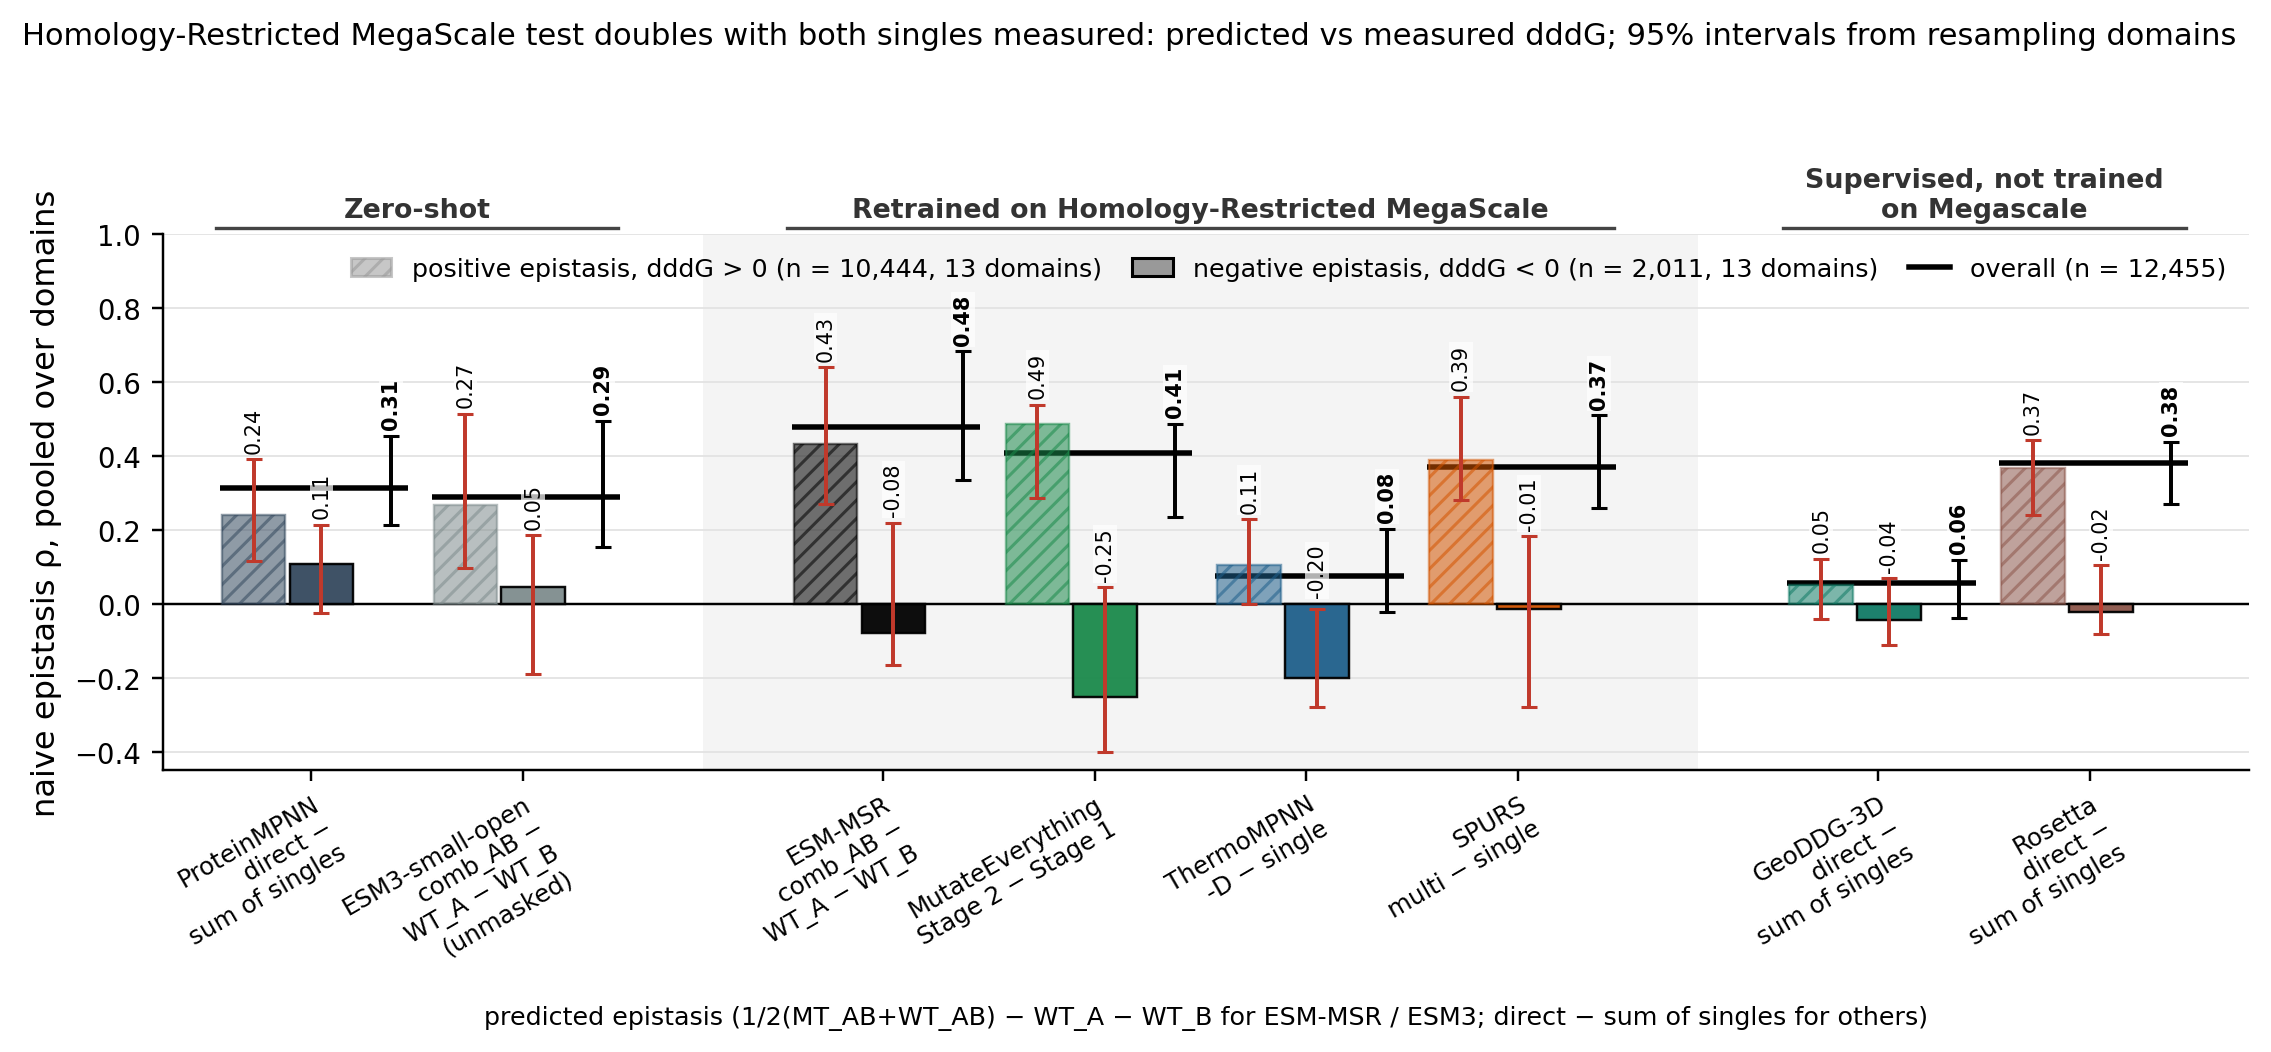 Homology-Restricted MegaScale test doubles with both singles measured: predicted vs measured dddG; 95% intervals from resampling domains
Zero-shot
Retrained on Homology-Restricted MegaScale
Supervised, not trained
on Megascale
naive epistasis ρ, pooled over domains
1.0
0.8
0.6
0.4
0.2
0.0
−0.2
−0.4
positive epistasis, dddG > 0 (n = 10,444, 13 domains)
negative epistasis, dddG < 0 (n = 2,011, 13 domains)
overall (n = 12,455)
0.24
0.11
0.31
0.27
0.05
0.29
0.43
-0.08
0.48
0.49
-0.25
0.41
0.11
-0.20
0.08
0.39
-0.01
0.37
0.05
-0.04
0.06
0.37
-0.02
0.38
ProteinMPNN
direct −
sum of singles
ESM3-small-open
comb_AB −
WT_A − WT_B
(unmasked)
ESM-MSR
comb_AB −
WT_A − WT_B
MutateEverything
Stage 2 − Stage 1
ThermoMPNN
-D − single
SPURS
multi − single
GeoDDG-3D
direct −
sum of singles
Rosetta
direct −
sum of singles
predicted epistasis (1/2(MT_AB+WT_AB) − WT_A − WT_B for ESM-MSR / ESM3; direct − sum of singles for others)